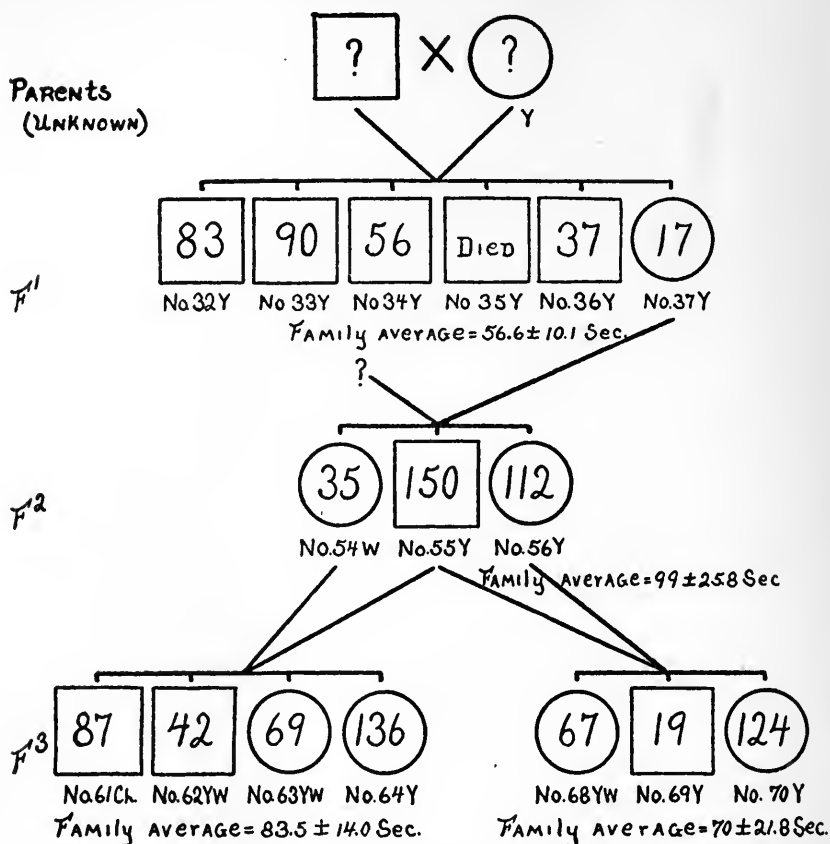 ? X ?
Parents
(Unknown)
Y
83 90 56 Died 37 17
F1
No.32Y No 33Y No 34Y No 35Y No.36Y No.37Y
Family Average=56.6±10.1 Sec.
?
35 150 112
F2
No.54W No.55Y No.56Y
Family Average=99±25.8 Sec
87 42 69 136 67 19 124
F3
No.61Ch. No.62YW No.63YW No.64Y No.68YW No.69Y No. 70Y
Family Average=83.5±14.0 Sec. Family Average=70±21.8 Sec.